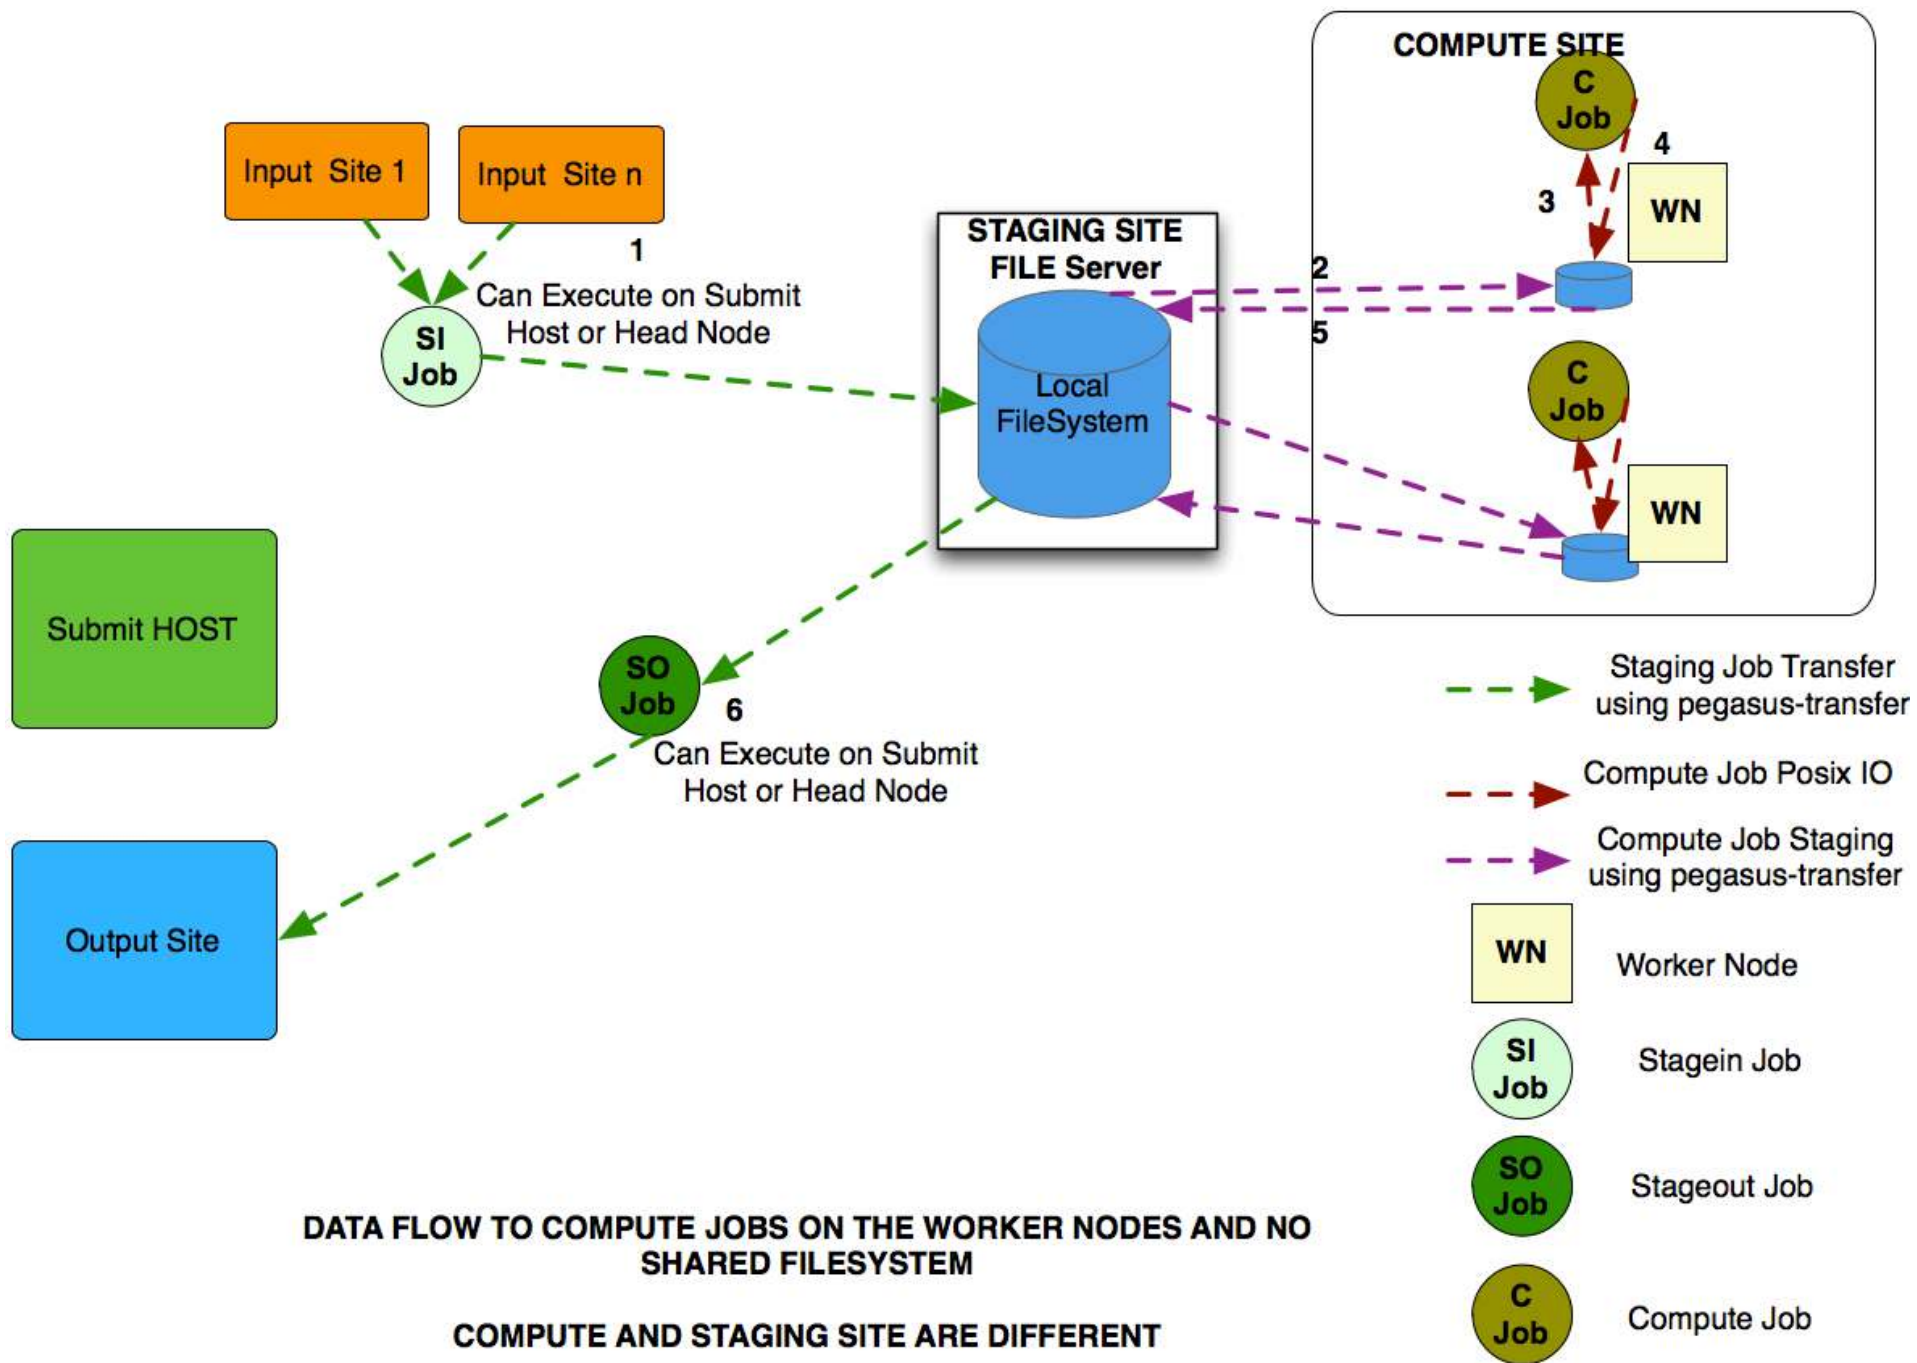 COMPUTE SITE
C
Job
4
3
WN
Input  Site 1
Input  Site n
1
Can Execute on Submit
Host or Head Node
SI
Job
STAGING SITE
FILE Server
Local
FileSystem
2
5
C
Job
WN
Submit HOST
SO
Job
6
Can Execute on Submit
Host or Head Node
Output Site
Staging Job Transfer
using pegasus-transfer
Compute Job Posix IO
Compute Job Staging
using pegasus-transfer
WN
Worker Node
SI
Job
Stagein Job
SO
Job
Stageout Job
C
Job
Compute Job
DATA FLOW TO COMPUTE JOBS ON THE WORKER NODES AND NO
SHARED FILESYSTEM
COMPUTE AND STAGING SITE ARE DIFFERENT